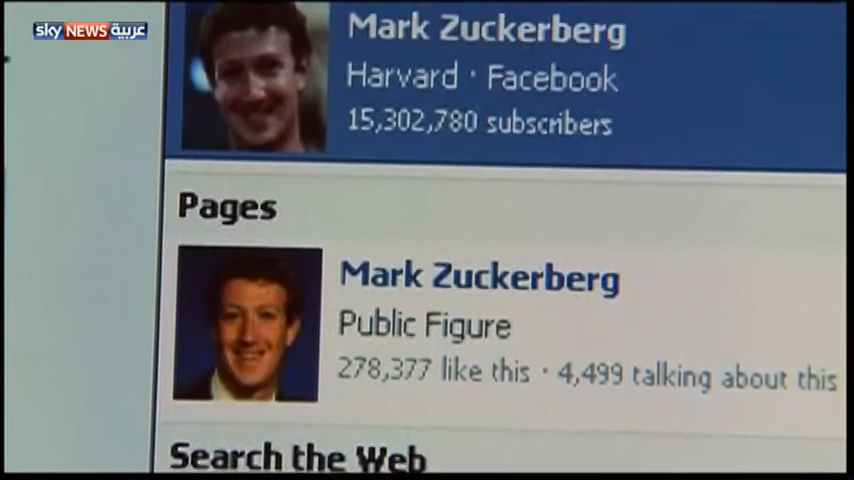 sky NEWS عربية
Mark Zuckerberg
Harvard · Facebook
15,302,780 subscribers
Pages
Mark Zuckerberg
Public Figure
278,377 like this · 4,499 talking about this
Search the Web